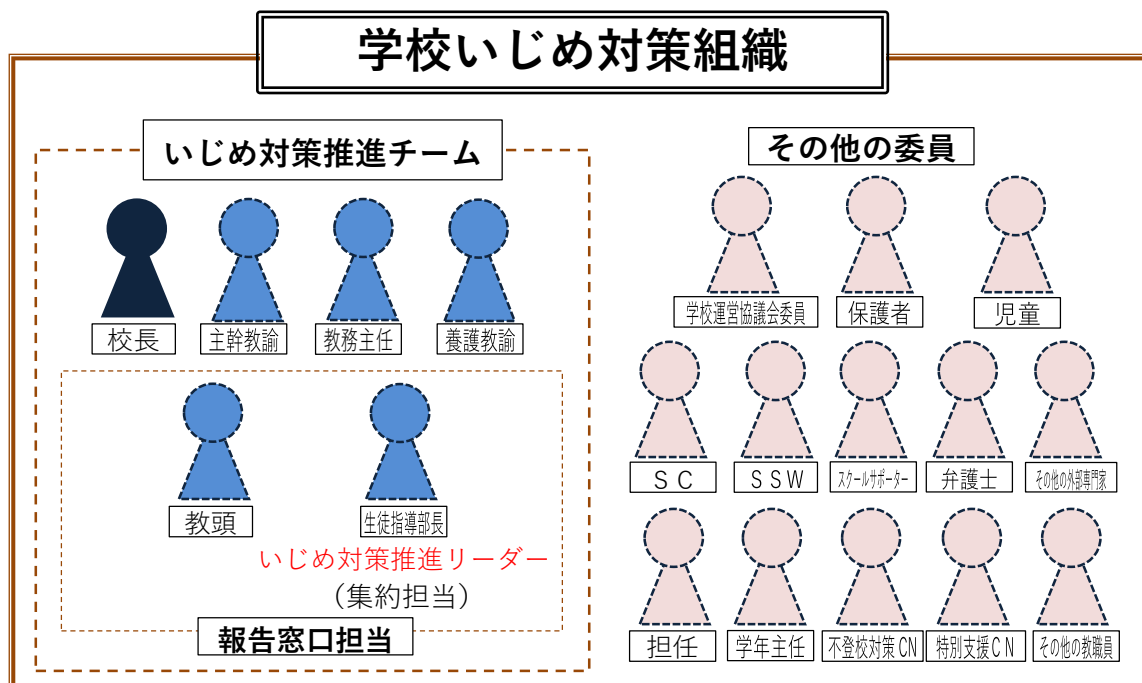 学校いじめ対策組織
いじめ対策推進チーム
校長
主幹教諭
教務主任
養護教諭
教頭
生徒指導部長
いじめ対策推進リーダー
（集約担当）
報告窓口担当
その他の委員
学校運営協議会委員
保護者
児童
ＳＣ
ＳＳＷ
スクールサポーター
弁護士
その他の外部専門家
担任
学年主任
不登校対策CN
特別支援ＣＮ
その他の教職員